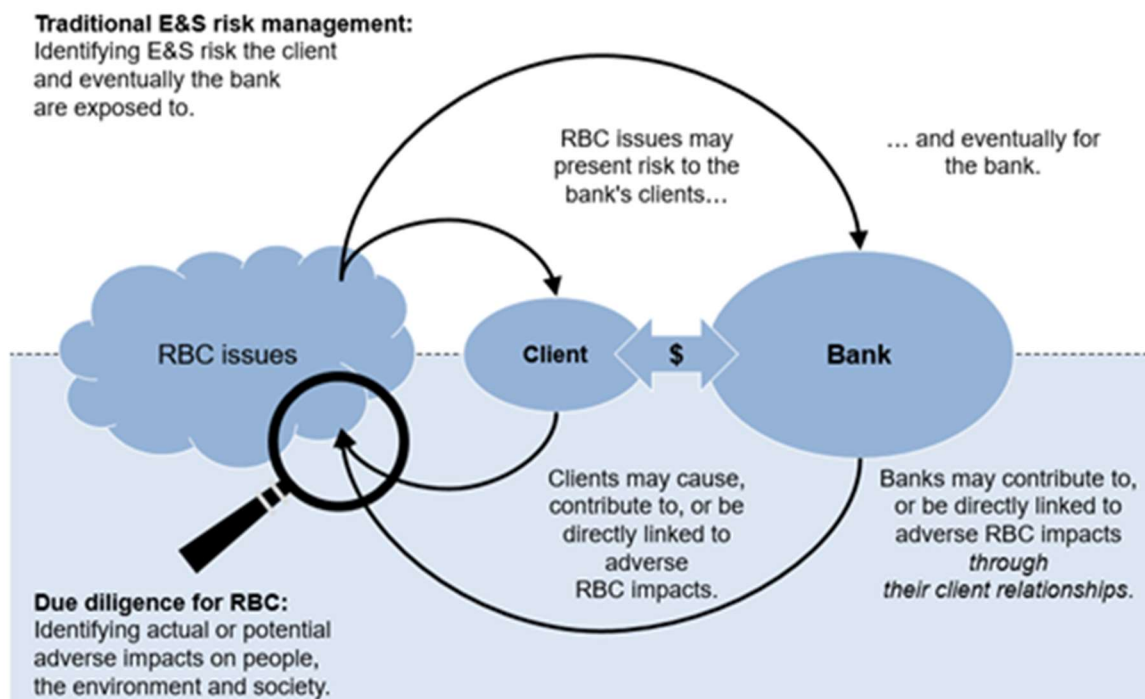 Traditional E&S risk management:
Identifying E&S risk the client
and eventually the bank
are exposed to.
RBC issues may
present risk to the
bank's clients…
… and eventually for
the bank.
RBC issues
Client
$
Bank
Clients may cause,
contribute to, or be
directly linked to
adverse
RBC impacts.
Banks may contribute to,
or be directly linked to
adverse RBC impacts
through
their client relationships.
Due diligence for RBC:
Identifying actual or potential
adverse impacts on people,
the environment and society.